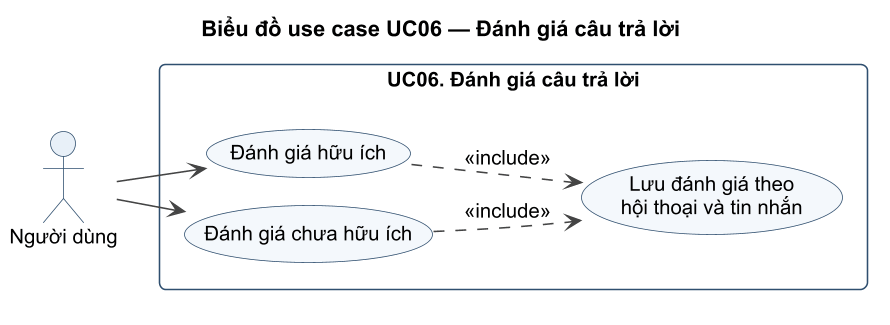 Biểu đồ use case UC06 — Đánh giá câu trả lời
UC06. Đánh giá câu trả lời
Đánh giá hữu ích
«include»
Lưu đánh giá theo
hội thoại và tin nhắn
«include»
Đánh giá chưa hữu ích
Người dùng